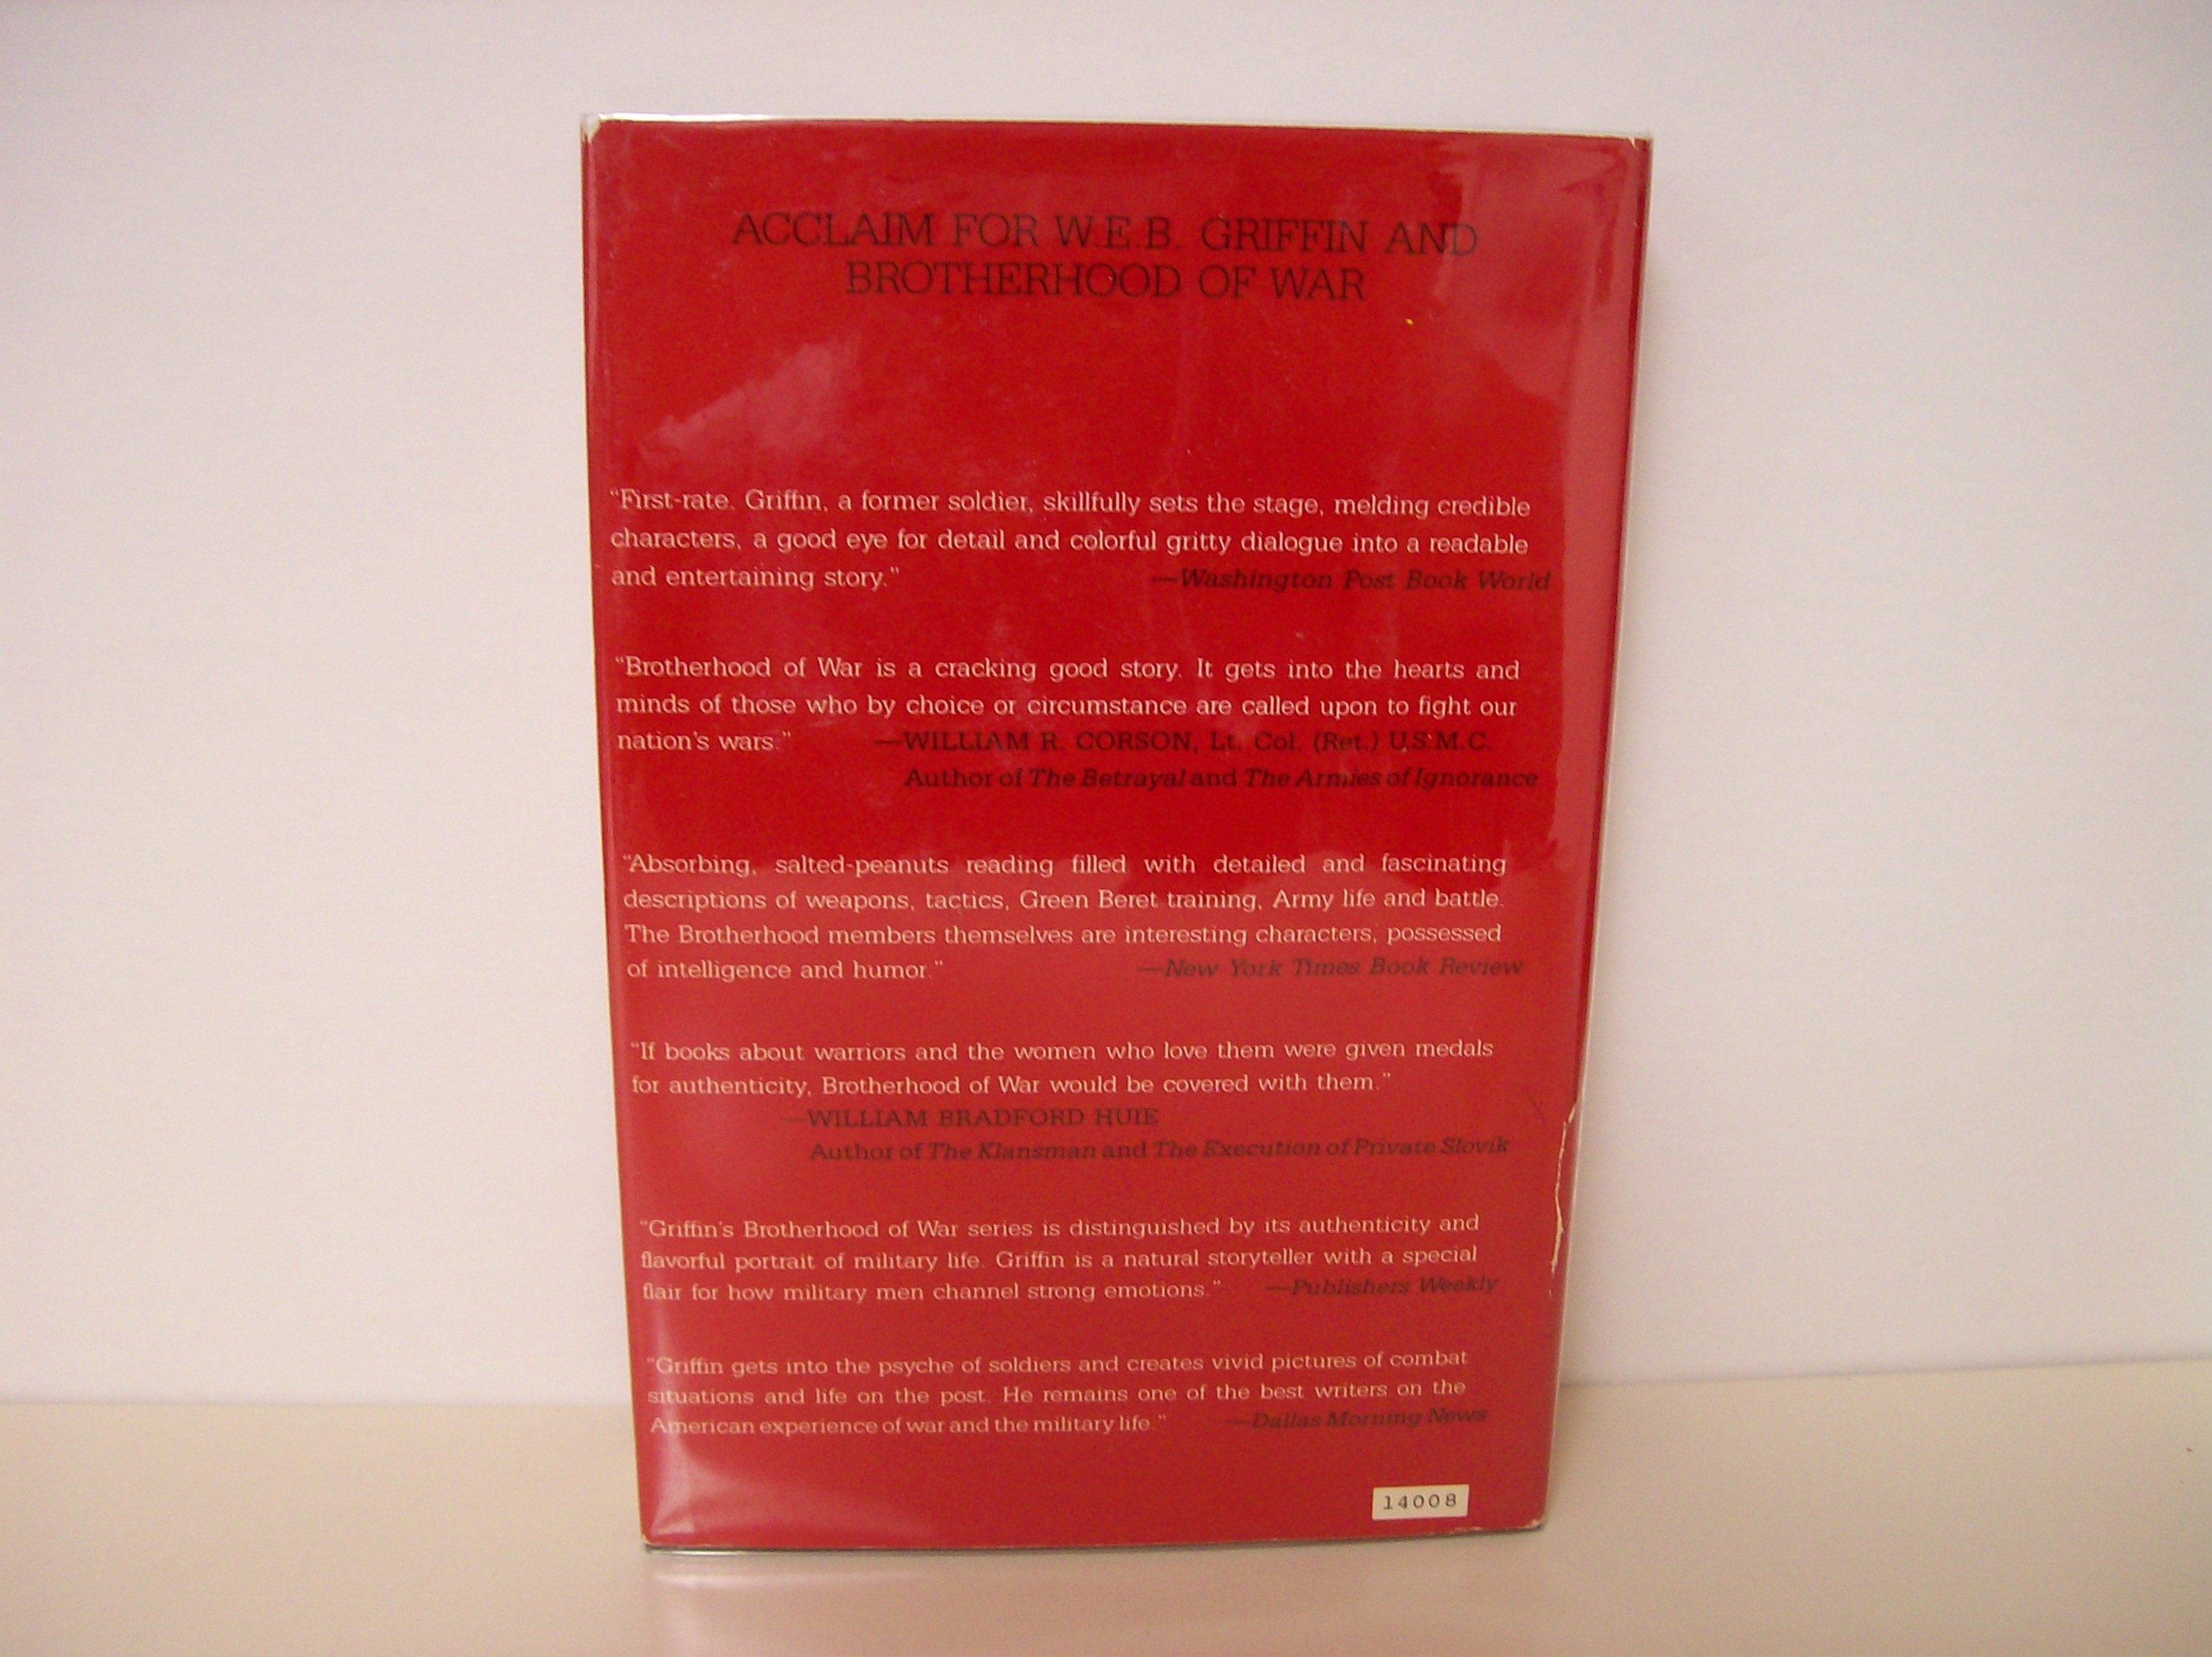 ACCLAIM FOR W.E.B. GRIFFIN AND
BROTHERHOOD OF WAR
"First-rate. Griffin, a former soldier, skillfully sets the stage, melding credible
characters, a good eye for detail and colorful gritty dialogue into a readable
and entertaining story." —Washington Post Book World
"Brotherhood of War is a cracking good story. It gets into the hearts and
minds of those who by choice or circumstance are called upon to fight our
nation's wars." —WILLIAM R. CORSON, Lt. Col. (Ret.) U.S.M.C.
Author of The Betrayal and The Armies of Ignorance
"Absorbing, salted-peanuts reading filled with detailed and fascinating
descriptions of weapons, tactics, Green Beret training, Army life and battle.
The Brotherhood members themselves are interesting characters, possessed
of intelligence and humor." —New York Times Book Review
"If books about warriors and the women who love them were given medals
for authenticity, Brotherhood of War would be covered with them."
—WILLIAM BRADFORD HUIE
Author of The Klansman and The Execution of Private Slovik
"Griffin's Brotherhood of War series is distinguished by its authenticity and
flavorful portrait of military life. Griffin is a natural storyteller with a special
flair for how military men channel strong emotions." —Publishers Weekly
"Griffin gets into the psyche of soldiers and creates vivid pictures of combat
situations and life on the post. He remains one of the best writers on the
American experience of war and the military life." —Dallas Morning News
14008